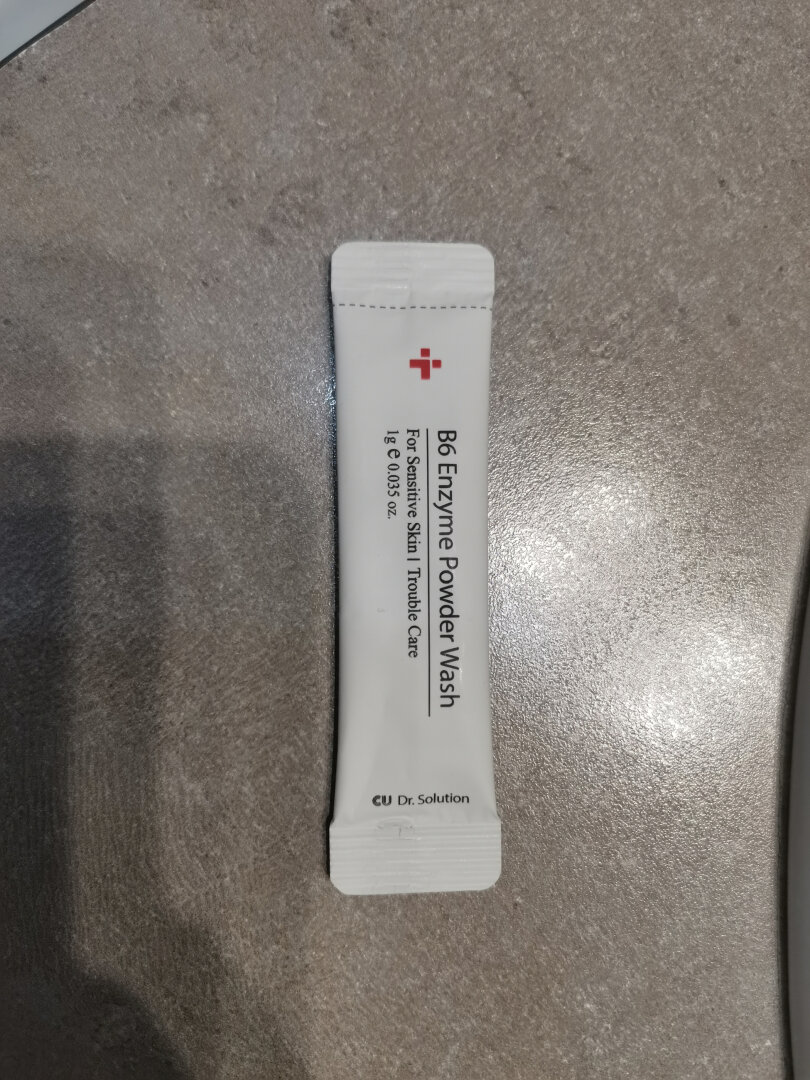 B6 Enzyme Powder Wash
For Sensitive Skin | Trouble Care
1g e 0.035 oz.
CU Dr. Solution